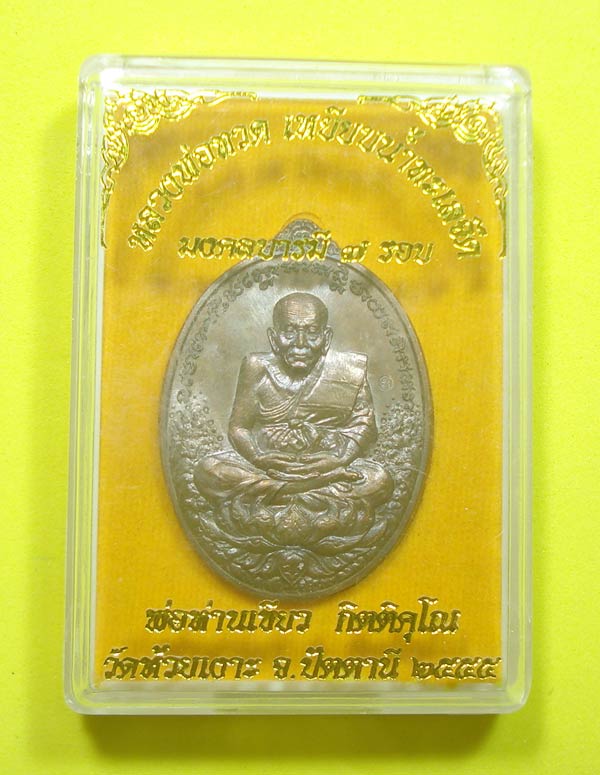 หลวงพ่อทวด เหยียบน้ำทะเลจืด
มงคลบารมี ๗ รอบ
พ่อท่านเขียว กิตติคุโณ
วัดห้วยเงาะ จ.ปัตตานี ๒๕๕๕